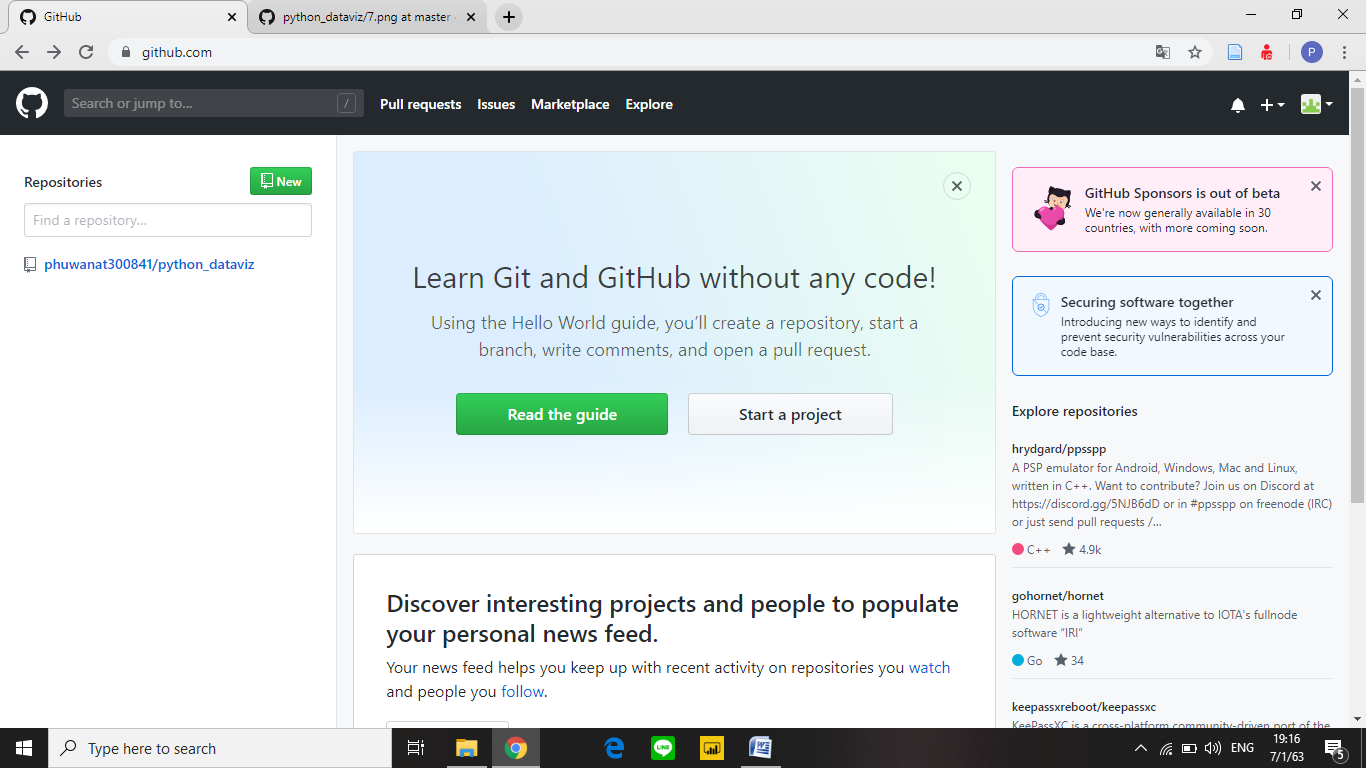 GitHub
python_dataviz/7.png at master
github.com
P
Search or jump to...
/
Pull requests
Issues
Marketplace
Explore
Repositories
New
Find a repository...
phuwanat300841/python_dataviz
Learn Git and GitHub without any code!
Using the Hello World guide, you’ll create a repository, start a
branch, write comments, and open a pull request.
Read the guide
Start a project
Discover interesting projects and people to populate
your personal news feed.
Your news feed helps you keep up with recent activity on repositories you watch
and people you follow.
GitHub Sponsors is out of beta
We're now generally available in 30
countries, with more coming soon.
Securing software together
Introducing new ways to identify and
prevent security vulnerabilities across your
code base.
Explore repositories
hrydgard/ppsspp
A PSP emulator for Android, Windows, Mac and Linux,
written in C++. Want to contribute? Join us on Discord at
https://discord.gg/5NJB6dD or in #ppsspp on freenode (IRC)
or just send pull requests /...
C++ 4.9k
gohornet/hornet
HORNET is a lightweight alternative to IOTA's fullnode
software “IRI”
Go 34
keepassxreboot/keepassxc
KeePassXC is a cross-platform community-driven port of the
Type here to search
LINE
W
ENG
19:16
7/1/63
5